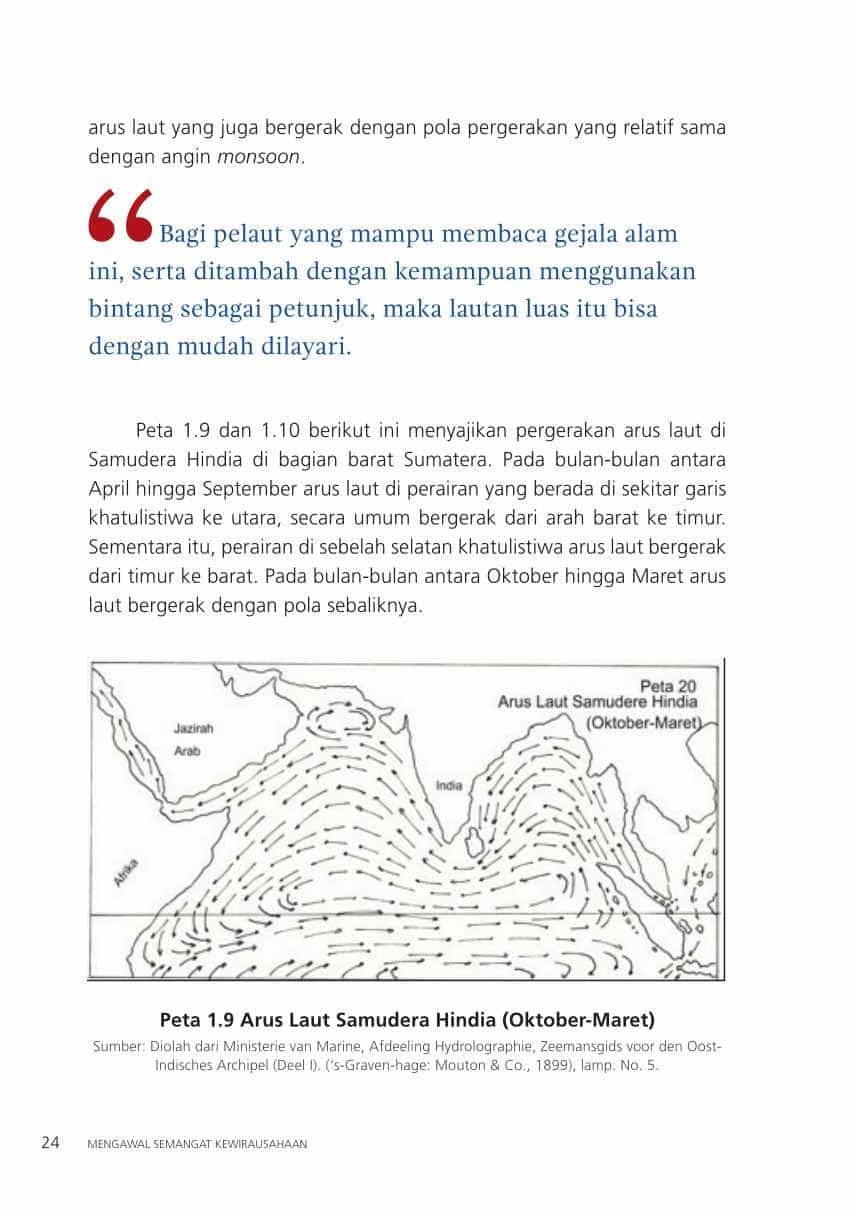 arus laut yang juga bergerak dengan pola pergerakan yang relatif sama
dengan angin monsoon.
“Bagi pelaut yang mampu membaca gejala alam
ini, serta ditambah dengan kemampuan menggunakan
bintang sebagai petunjuk, maka lautan luas itu bisa
dengan mudah dilayari.
Peta 1.9 dan 1.10 berikut ini menyajikan pergerakan arus laut di
Samudera Hindia di bagian barat Sumatera. Pada bulan-bulan antara
April hingga September arus laut di perairan yang berada di sekitar garis
khatulistiwa ke utara, secara umum bergerak dari arah barat ke timur.
Sementara itu, perairan di sebelah selatan khatulistiwa arus laut bergerak
dari timur ke barat. Pada bulan-bulan antara Oktober hingga Maret arus
laut bergerak dengan pola sebaliknya.
Peta 20
Arus Laut Samudere Hindia
(Oktober-Maret)
Jazirah
Arab
India
Afrika
Peta 1.9 Arus Laut Samudera Hindia (Oktober-Maret)
Sumber: Diolah dari Ministerie van Marine, Afdeeling Hydrolographie, Zeemansgids voor den Oost-
Indisches Archipel (Deel I). ('s-Graven-hage: Mouton & Co., 1899), lamp. No. 5.
24 MENGAWAL SEMANGAT KEWIRAUSAHAAN